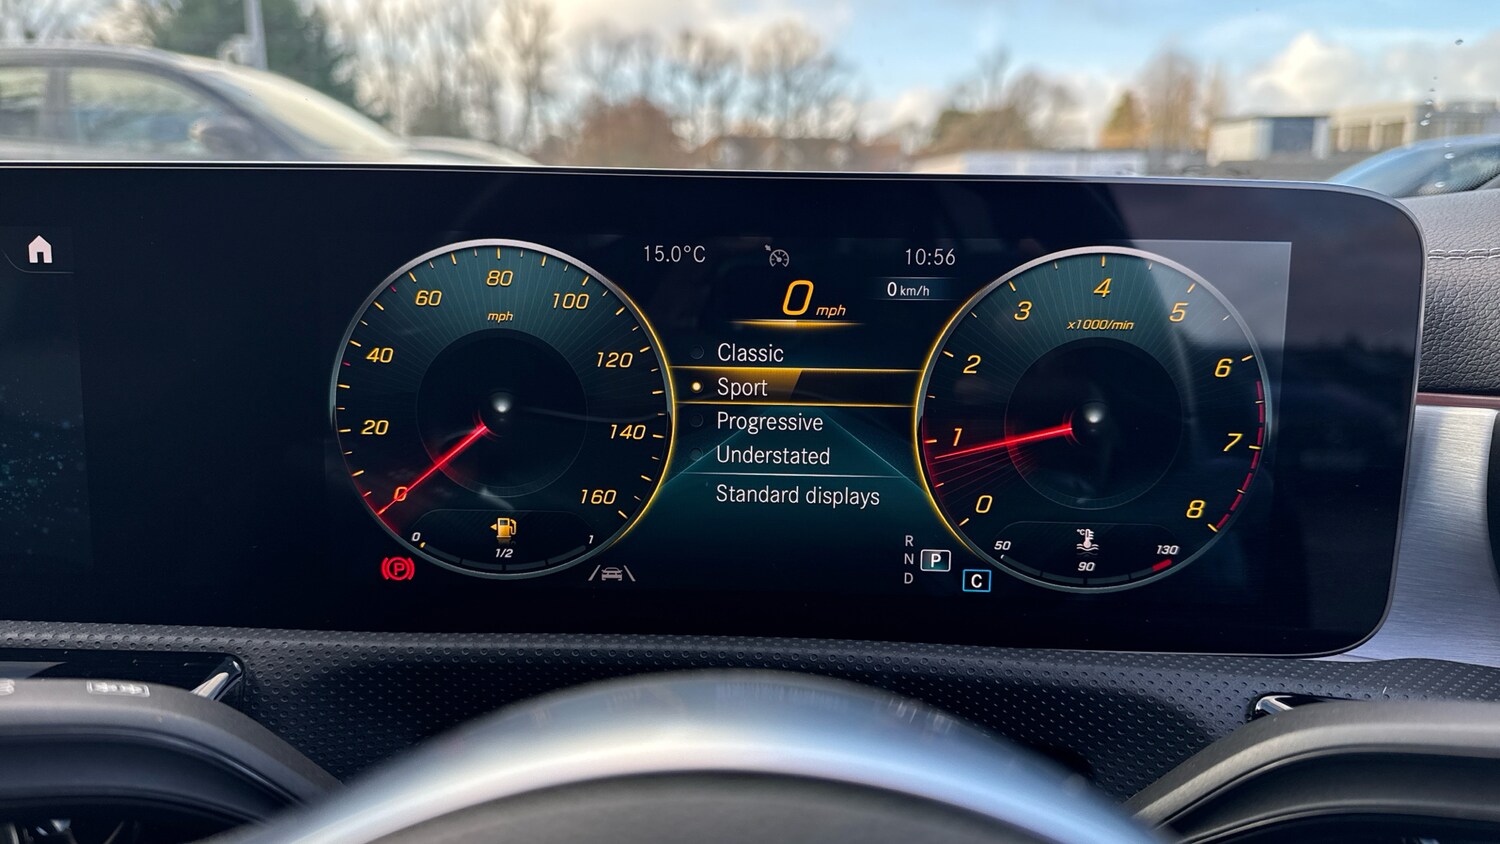 15.0°C
10:56
0 mph
0 km/h
Classic
Sport
Progressive
Understated
Standard displays
0
20
40
60
80
100
120
140
160
mph
0
1/2
1
P
R
N
D
P
C
0
1
2
3
4
5
6
7
8
x1000/min
°C
50
90
130